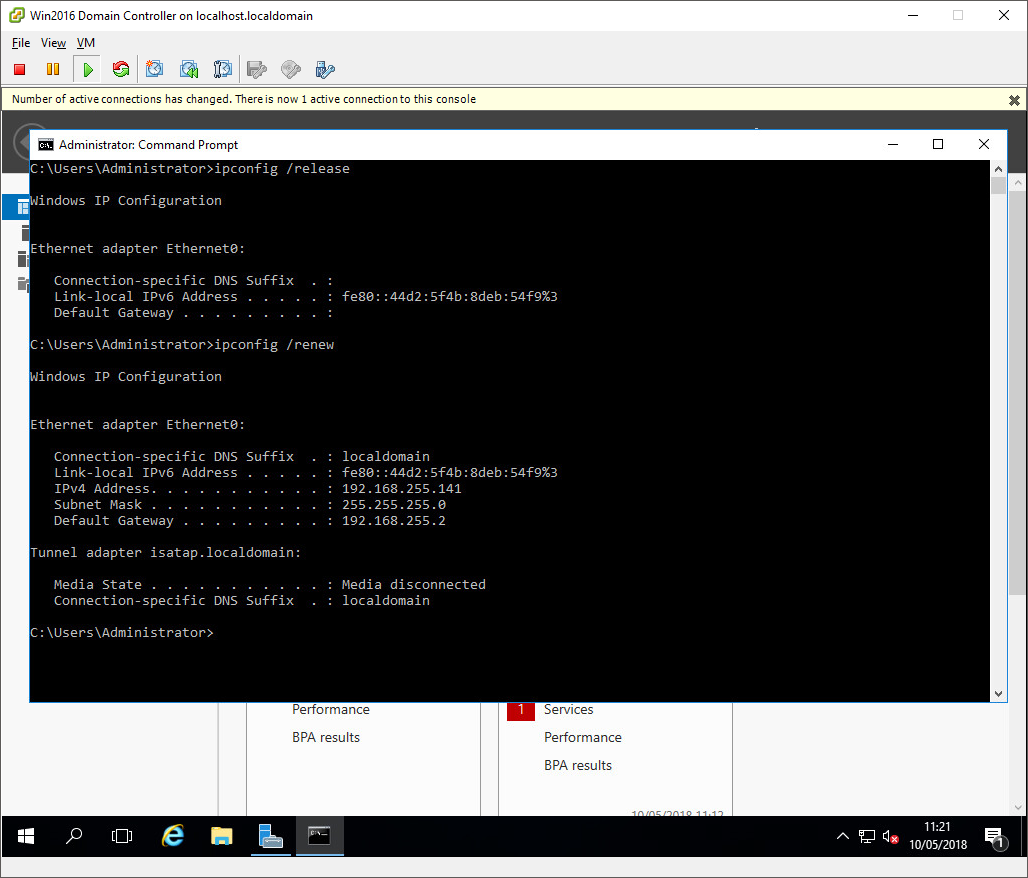 Win2016 Domain Controller on localhost.localdomain
File View VM
Number of active connections has changed. There is now 1 active connection to this console
Administrator: Command Prompt
C:\Users\Administrator>ipconfig /release
Windows IP Configuration
Ethernet adapter Ethernet0:
Connection-specific DNS Suffix  . :
Link-local IPv6 Address . . . . . : fe80::44d2:5f4b:8deb:54f9%3
Default Gateway . . . . . . . . . :
C:\Users\Administrator>ipconfig /renew
Windows IP Configuration
Ethernet adapter Ethernet0:
Connection-specific DNS Suffix  . : localdomain
Link-local IPv6 Address . . . . . : fe80::44d2:5f4b:8deb:54f9%3
IPv4 Address. . . . . . . . . . . : 192.168.255.141
Subnet Mask . . . . . . . . . . . : 255.255.255.0
Default Gateway . . . . . . . . . : 192.168.255.2
Tunnel adapter isatap.localdomain:
Media State . . . . . . . . . . . : Media disconnected
Connection-specific DNS Suffix  . : localdomain
C:\Users\Administrator>
Performance
BPA results
1 Services
Performance
BPA results
10/05/2018 11:12
11:21
10/05/2018
1